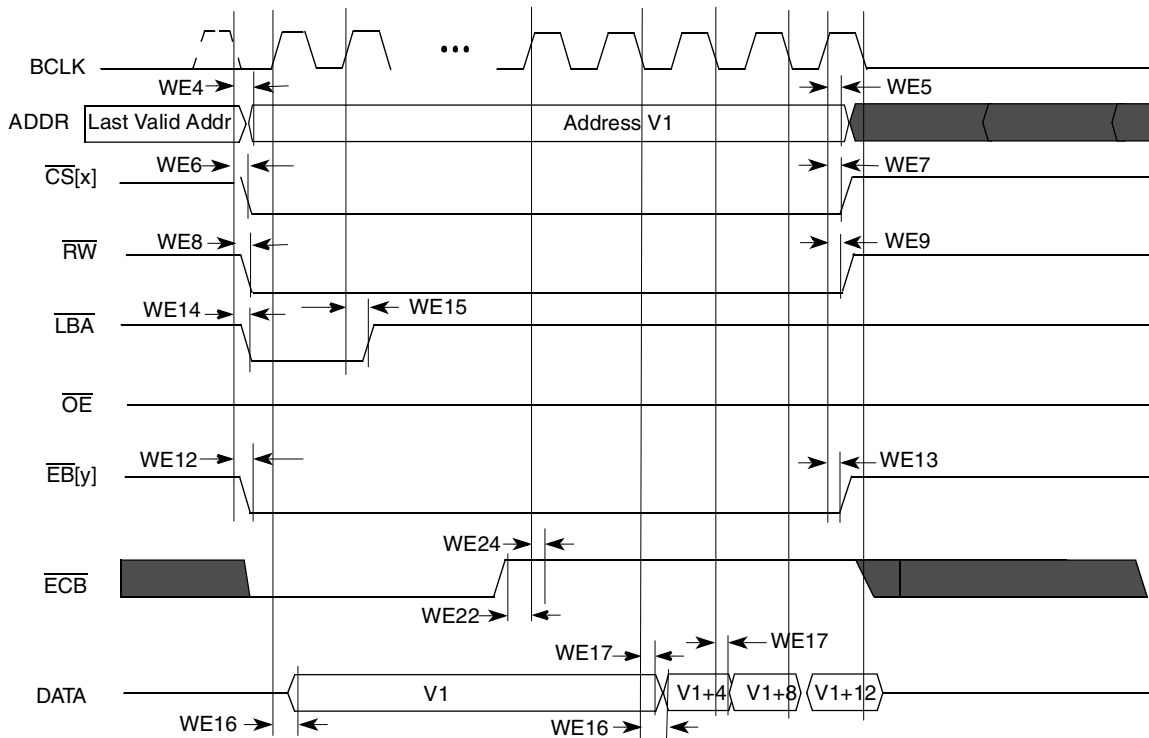 BCLK
•••
WE4
WE5
ADDR Last Valid Addr Address V1
WE6
WE7
CS[x]
WE8
WE9
RW
WE14
WE15
LBA
OE
WE12
WE13
EB[y]
WE24
ECB
WE22
WE17
WE17
DATA V1 V1+4 V1+8 V1+12
WE16
WE16